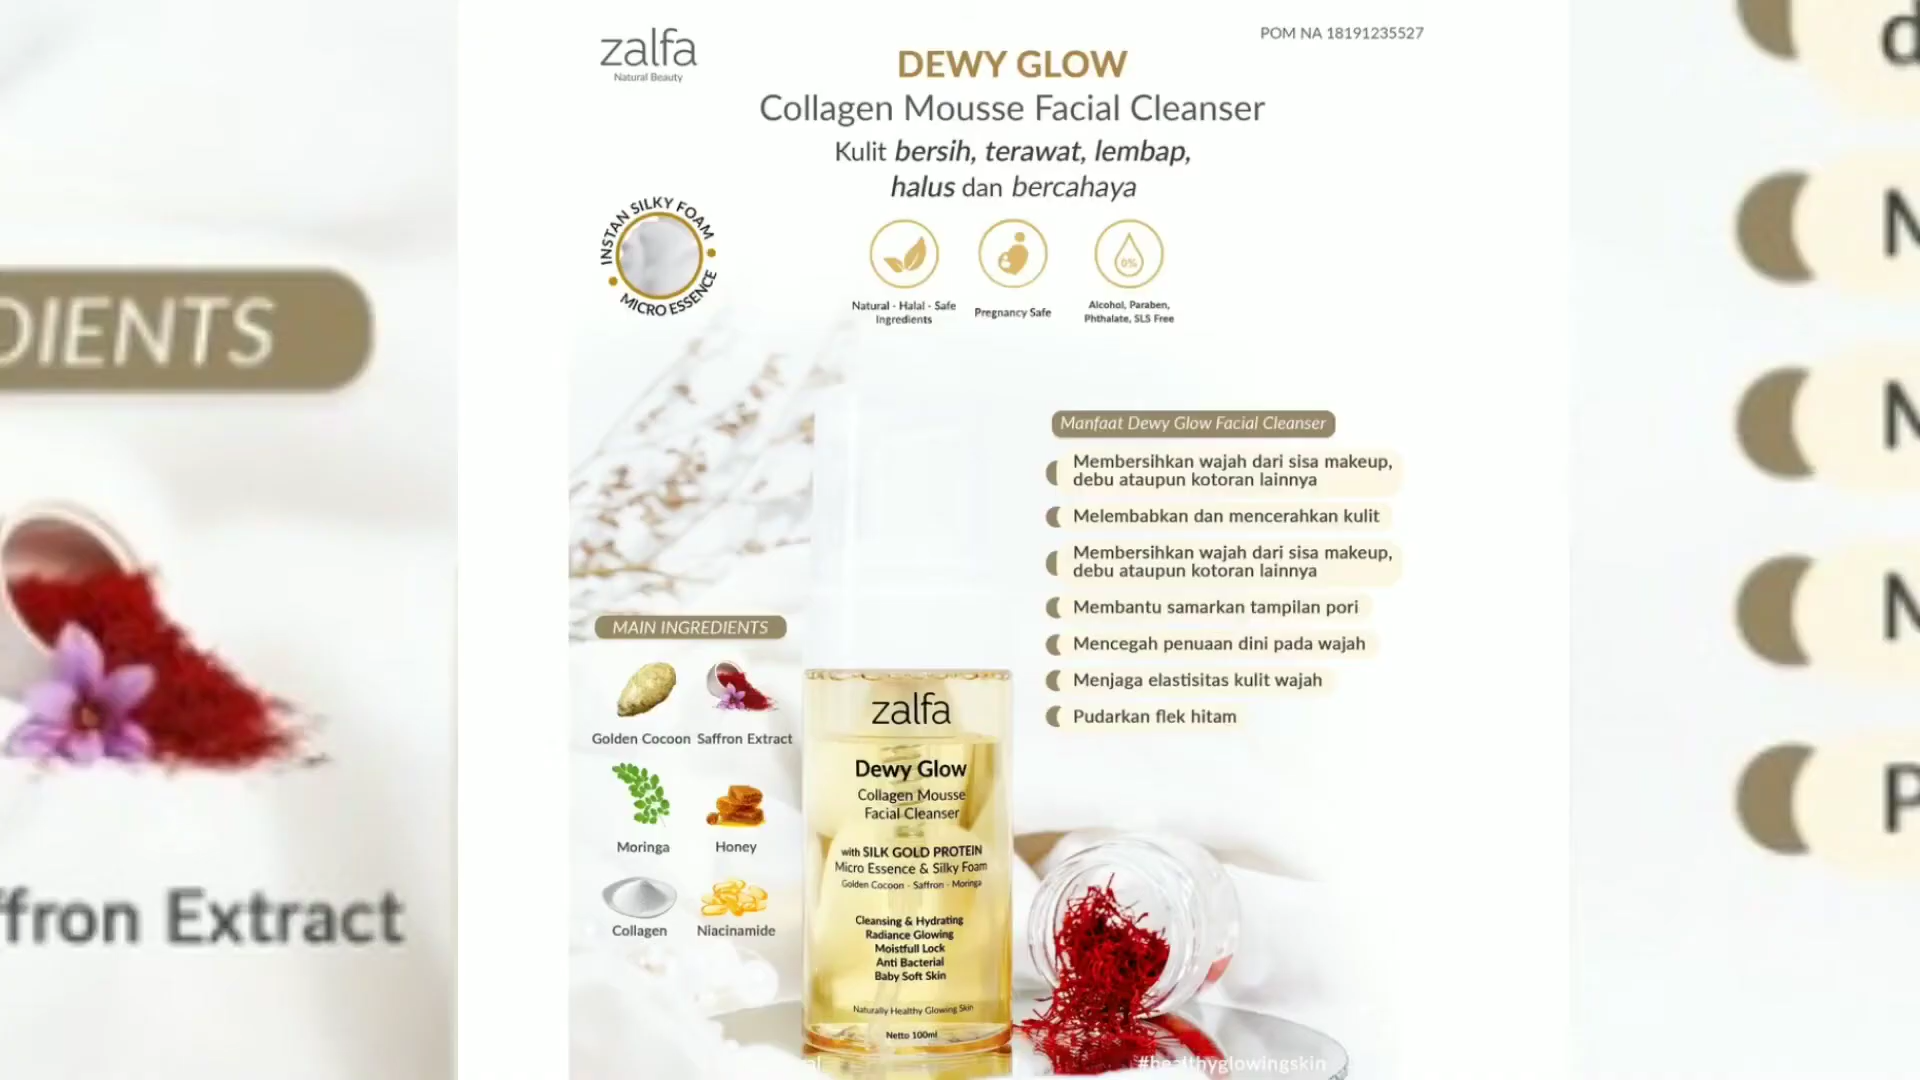 zalfa
Natural Beauty
POM NA 18191235527
DEWY GLOW
Collagen Mousse Facial Cleanser
Kulit bersih, terawat, lembap,
halus dan bercahaya
INSTAN SILKY FOAM
MICRO ESSENCE
Natural - Halal - Safe
Ingredients
Pregnancy Safe
0%
Alcohol, Paraben,
Phthalate, SLS Free
Manfaat Dewy Glow Facial Cleanser
Membersihkan wajah dari sisa makeup,
debu ataupun kotoran lainnya
Melembabkan dan mencerahkan kulit
Membersihkan wajah dari sisa makeup,
debu ataupun kotoran lainnya
Membantu samarkan tampilan pori
Mencegah penuaan dini pada wajah
Menjaga elastisitas kulit wajah
Pudarkan flek hitam
MAIN INGREDIENTS
Golden Cocoon Saffron Extract
Moringa Honey
Collagen Niacinamide
zalfa
Dewy Glow
Collagen Mousse
Facial Cleanser
with SILK GOLD PROTEIN
Micro Essence & Silky Foam
Golden Cocoon - Saffron - Moringa
Cleansing & Hydrating
Radiance Glowing
Moistfull Lock
Anti Bacterial
Baby Soft Skin
Naturally Healthy Glowing Skin
Netto 100ml
#healthyglowingskin
DIENTS
ffron Extract
d
M
M
M
P